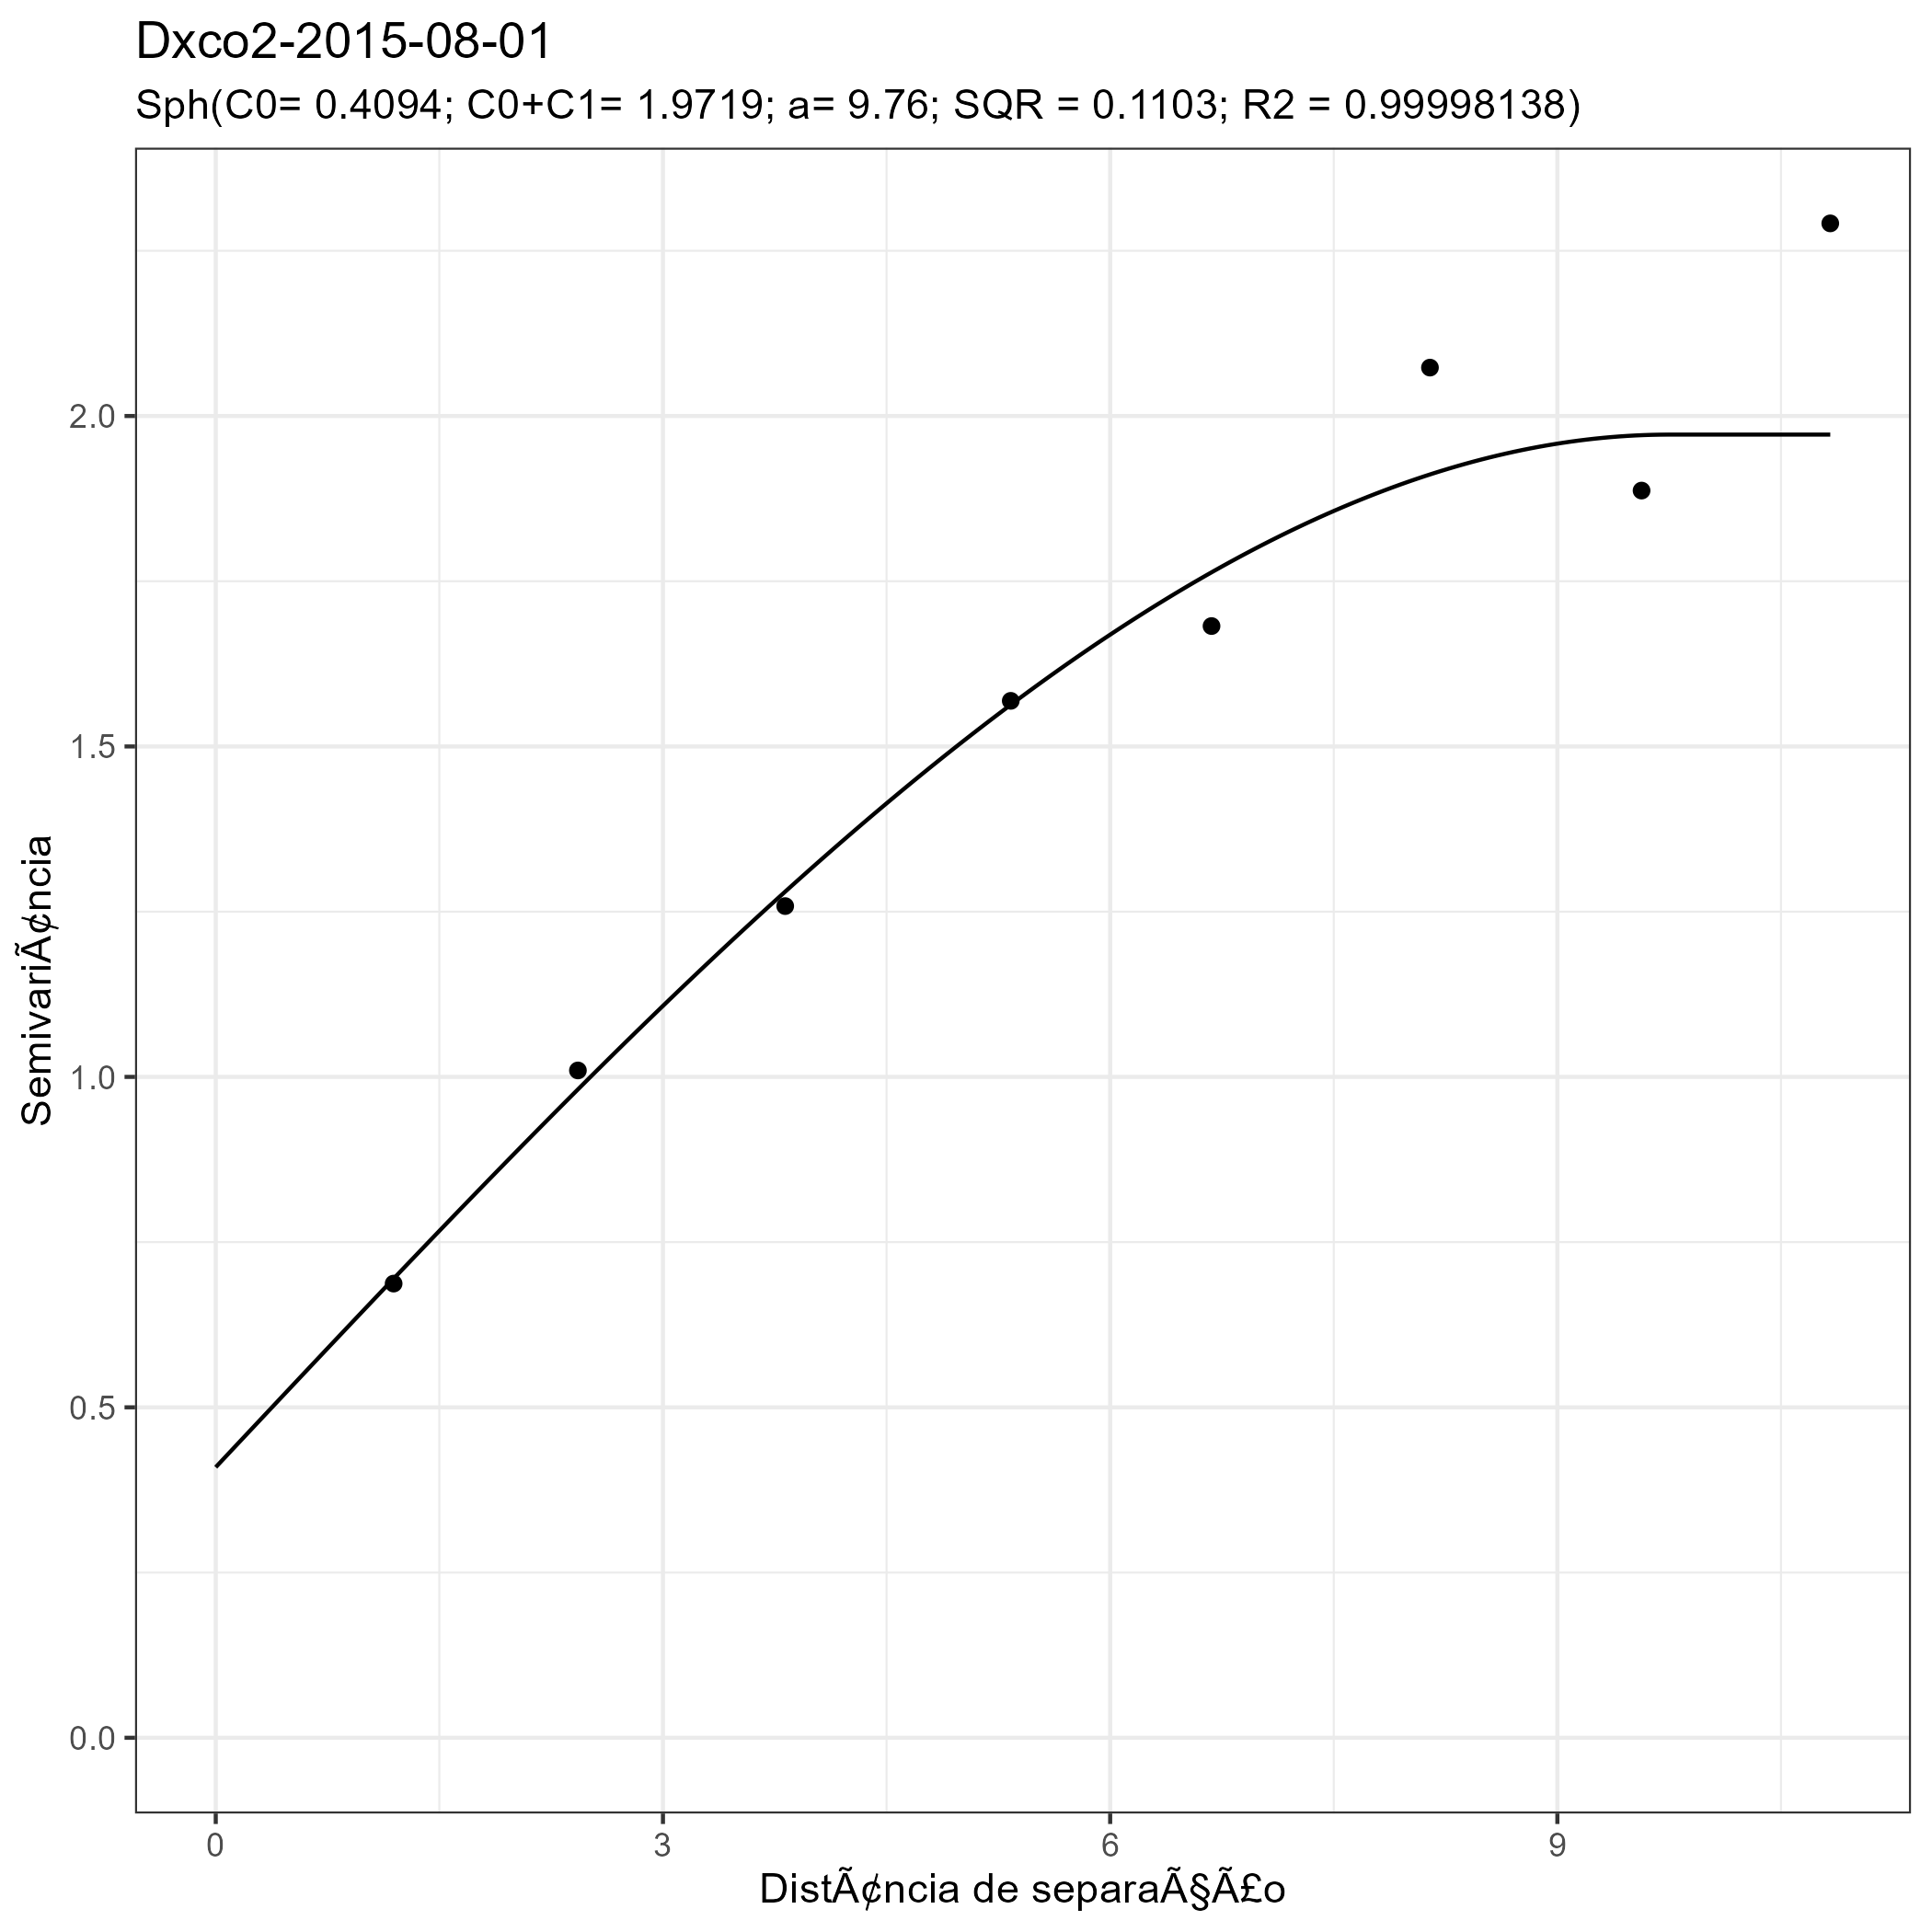 Dxco2-2015-08-01
Sph(C0= 0.4094; C0+C1= 1.9719; a= 9.76; SQR = 0.1103; R2 = 0.99998138)
SemivariÃ¢ncia
2.0
1.5
1.0
0.5
0.0
0 3 6 9
DistÃ¢ncia de separaÃ§Ã£o